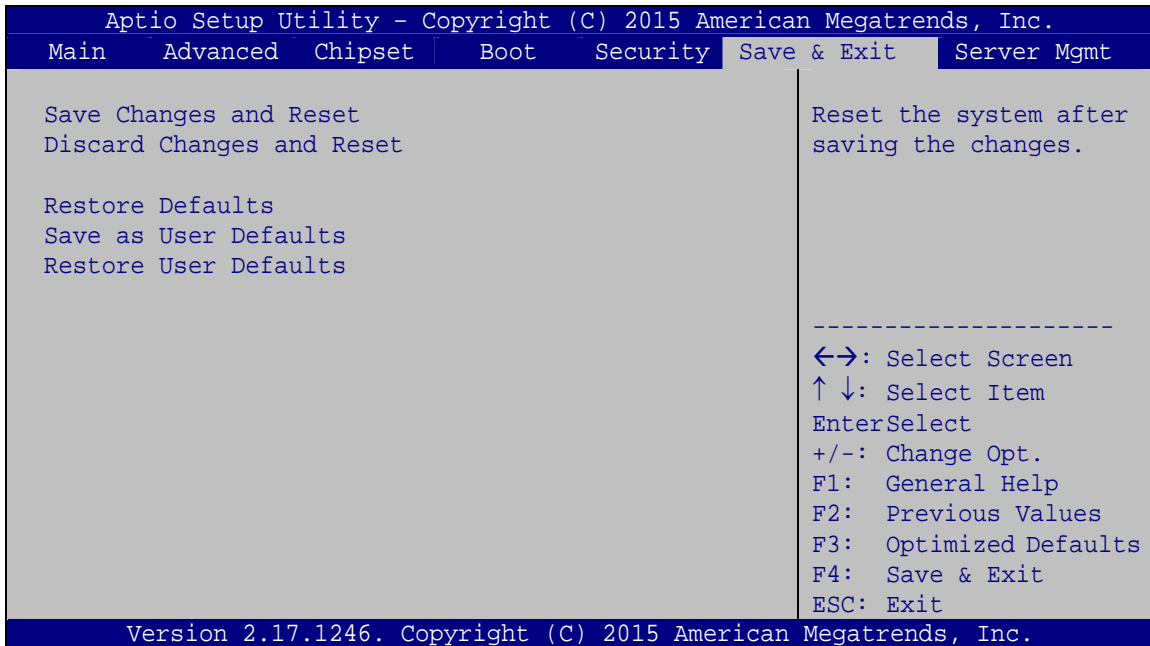 Aptio Setup Utility – Copyright (C) 2015 American Megatrends, Inc.
Main Advanced Chipset Boot Security Save & Exit Server Mgmt
Save Changes and Reset
Discard Changes and Reset
Restore Defaults
Save as User Defaults
Restore User Defaults
Reset the system after
saving the changes.
---------------------
←→: Select Screen
↑ ↓: Select Item
EnterSelect
+/-: Change Opt.
F1: General Help
F2: Previous Values
F3: Optimized Defaults
F4: Save & Exit
ESC: Exit
Version 2.17.1246. Copyright (C) 2015 American Megatrends, Inc.